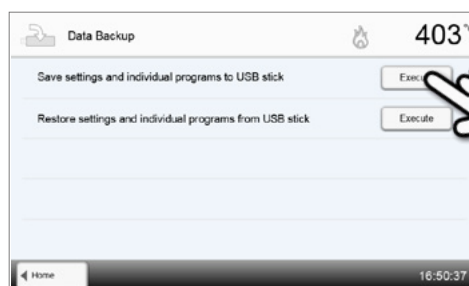 Data Backup 403°
Save settings and individual programs to USB stick Execu
Restore settings and individual programs from USB stick Execute
Home 16:50:37